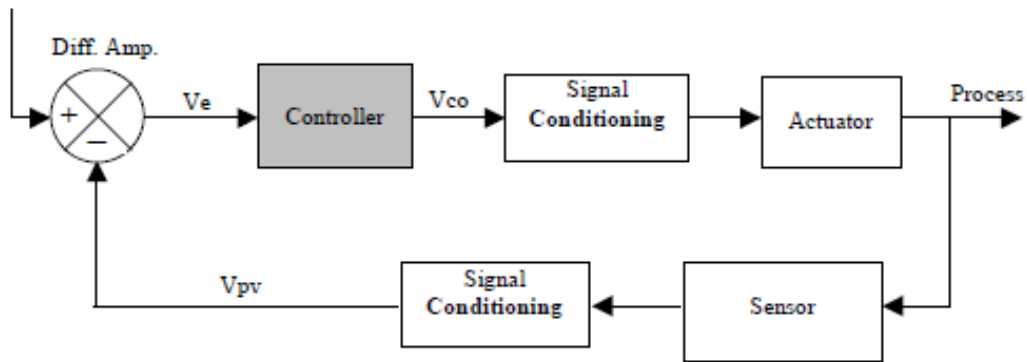 Diff. Amp.
+
−
Ve
Controller
Vco
Signal
Conditioning
Actuator
Process
Vpv
Signal
Conditioning
Sensor